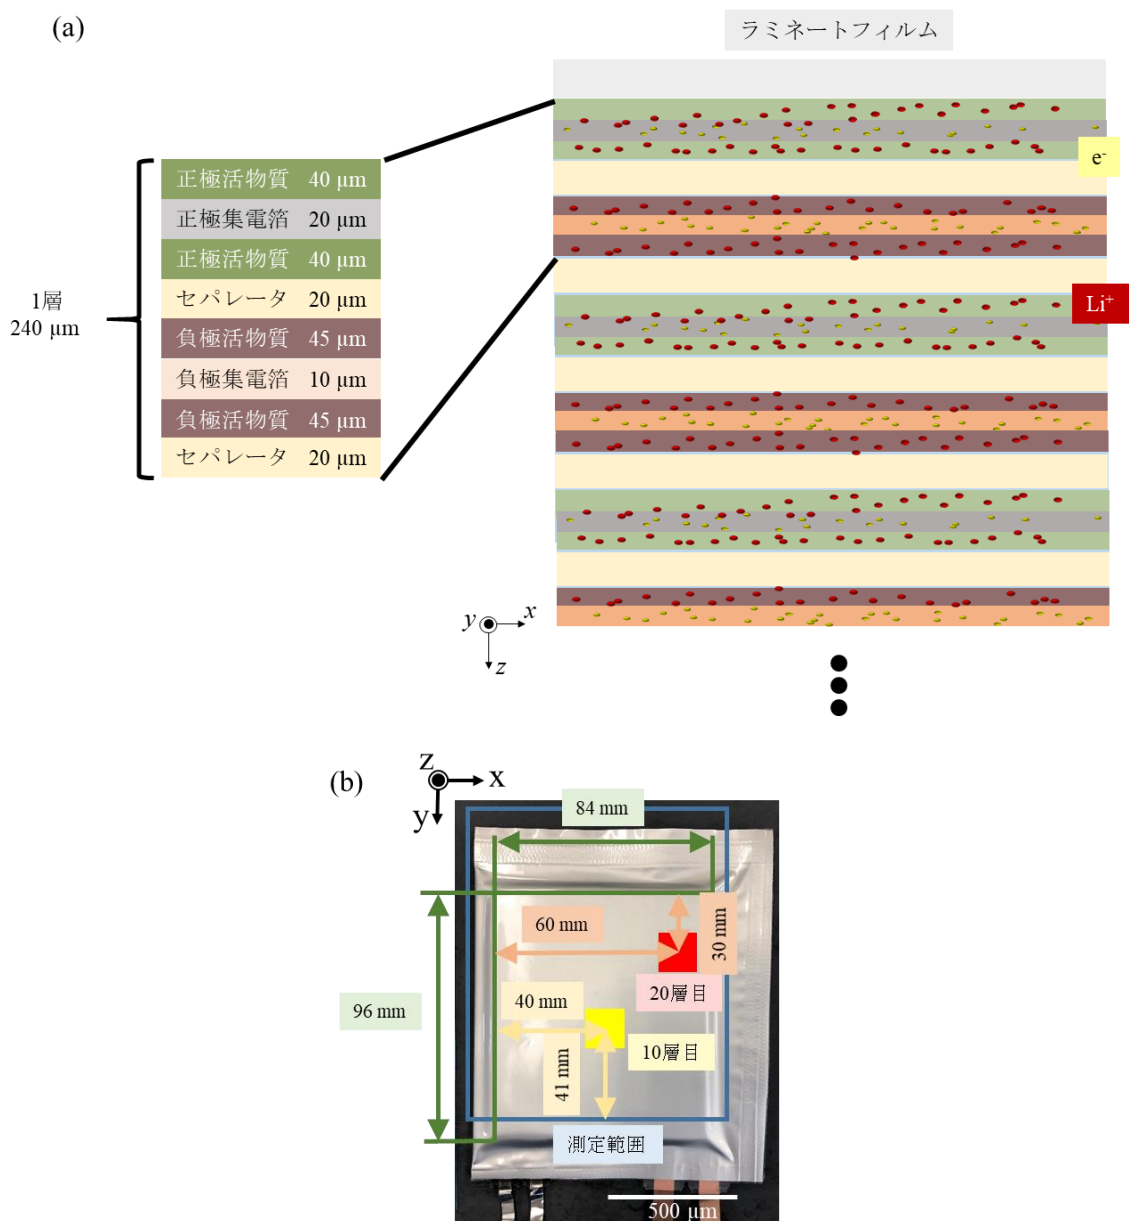 (a)
ラミネートフィルム
正極活物質 40 μm
正極集電箔 20 μm
正極活物質 40 μm
セパレータ 20 μm
負極活物質 45 μm
負極集電箔 10 μm
負極活物質 45 μm
セパレータ 20 μm
1層
240 μm
e-
Li+
y
x
z
(b)
z
x
y
84 mm
60 mm
30 mm
20層目
96 mm
40 mm
10層目
41 mm
測定範囲
500 μm